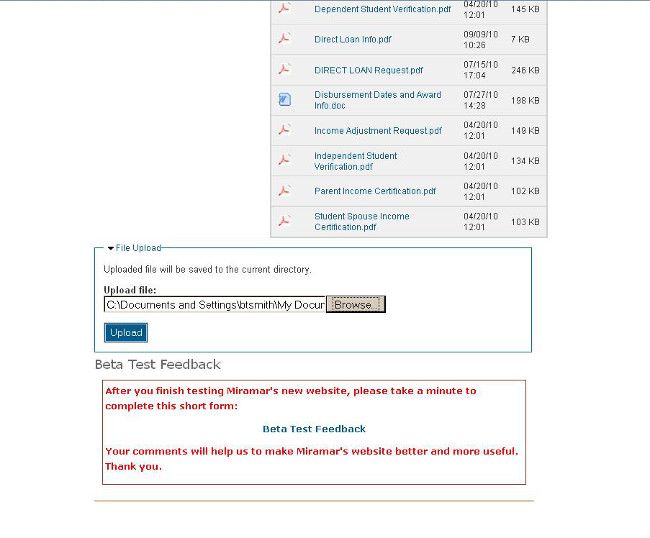 Dependent Student Verification.pdf 04/20/10 12:01 145 KB
Direct Loan Info.pdf 09/09/10 10:26 7 KB
DIRECT LOAN Request.pdf 07/15/10 17:04 246 KB
Disbursement Dates and Award Info.doc 07/27/10 14:28 198 KB
Income Adjustment Request.pdf 04/20/10 12:01 149 KB
Independent Student Verification.pdf 04/20/10 12:01 134 KB
Parent Income Certification.pdf 04/20/10 12:01 102 KB
Student Spouse Income Certification.pdf 04/20/10 12:01 103 KB
File Upload
Uploaded file will be saved to the current directory.
Upload file:
C:\Documents and Settings\btsmith\My Docur Browse...
Upload
Beta Test Feedback
After you finish testing Miramar's new website, please take a minute to
complete this short form:
Beta Test Feedback
Your comments will help us to make Miramar's website better and more useful.
Thank you.